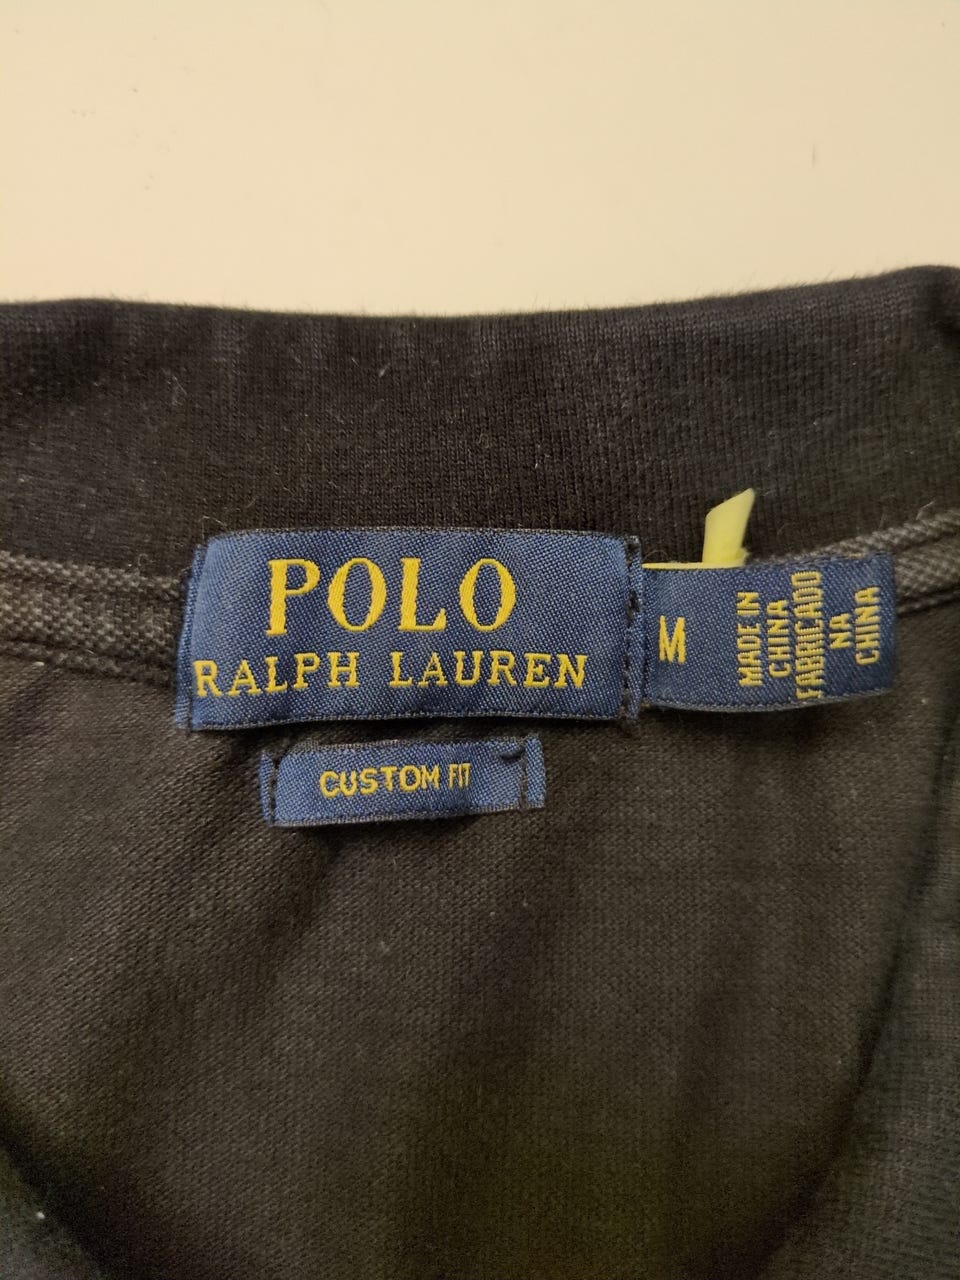 POLO
RALPH LAUREN
CUSTOM FIT
M
MADE IN
CHINA
FABRICADO
NA
CHINA